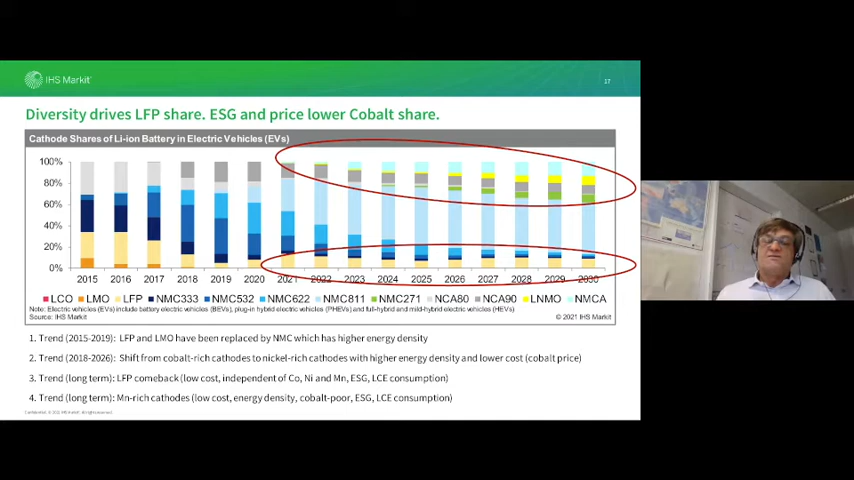 IHS Markit
17
Diversity drives LFP share. ESG and price lower Cobalt share.
Cathode Shares of Li-ion Battery in Electric Vehicles (EVs)
100%
80%
60%
40%
20%
0%
2015 2016 2017 2018 2019 2020 2021 2022 2023 2024 2025 2026 2027 2028 2029 2030
LCO LMO LFP NMC333 NMC532 NMC622 NMC811 NMC271 NCA80 NCA90 LNMO NMCA
Note: Electric vehicles (EVs) include battery electric vehicles (BEVs), plug-in hybrid electric vehicles (PHEVs) and full-hybrid and mild-hybrid electric vehicles (HEVs)
Source: IHS Markit © 2021 IHS Markit
1. Trend (2015-2019): LFP and LMO have been replaced by NMC which has higher energy density
2. Trend (2018-2026): Shift from cobalt-rich cathodes to nickel-rich cathodes with higher energy density and lower cost (cobalt price)
3. Trend (long term): LFP comeback (low cost, independent of Co, Ni and Mn, ESG, LCE consumption)
4. Trend (long term): Mn-rich cathodes (low cost, energy density, cobalt-poor, ESG, LCE consumption)
Confidential. © 2021 IHS Markit. All rights reserved.